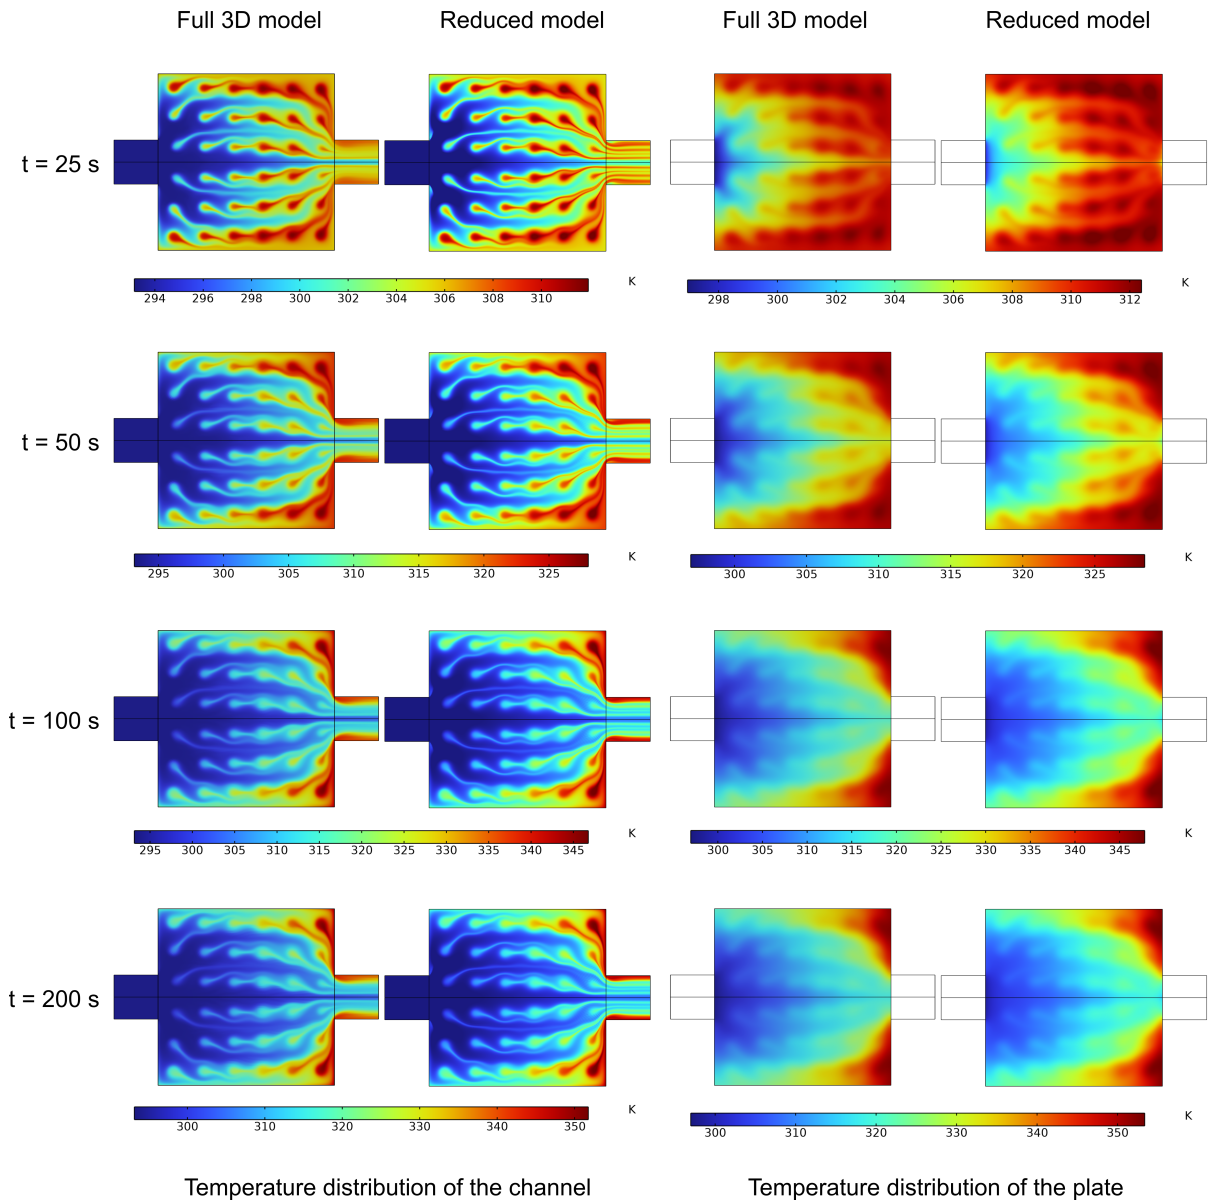 Full 3D model Reduced model Full 3D model Reduced model
t = 25 s
K K
294 296 298 300 302 304 306 308 310 298 300 302 304 306 308 310 312
t = 50 s
K K
295 300 305 310 315 320 325 300 305 310 315 320 325
t = 100 s
K K
295 300 305 310 315 320 325 330 335 340 345 300 305 310 315 320 325 330 335 340 345
t = 200 s
K K
300 310 320 330 340 350 300 310 320 330 340 350
Temperature distribution of the channel Temperature distribution of the plate